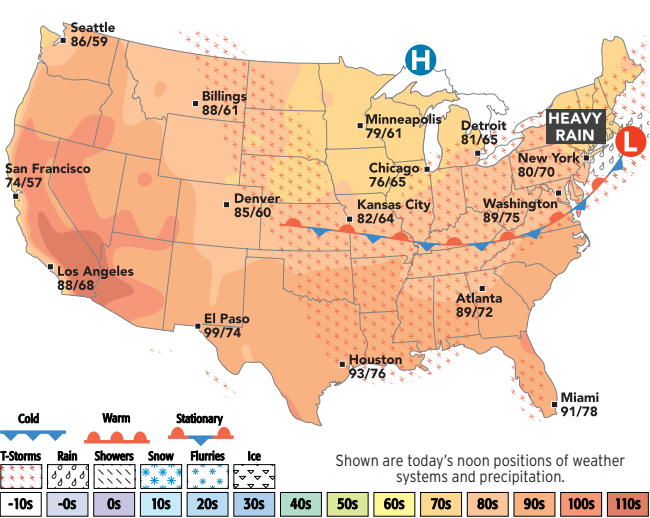 Seattle
86/59
H
Billings
88/61
Minneapolis
79/61
Detroit
81/65
HEAVY
RAIN
L
New York
80/70
San Francisco
74/57
Chicago
76/65
Denver
85/60
Kansas City
82/64
Washington
89/75
Los Angeles
88/68
Atlanta
89/72
El Paso
99/74
Houston
93/76
Miami
91/78
Cold
Warm
Stationary
T-Storms Rain Showers Snow Flurries Ice
Shown are today's noon positions of weather
systems and precipitation.
-10s -0s 0s 10s 20s 30s 40s 50s 60s 70s 80s 90s 100s 110s